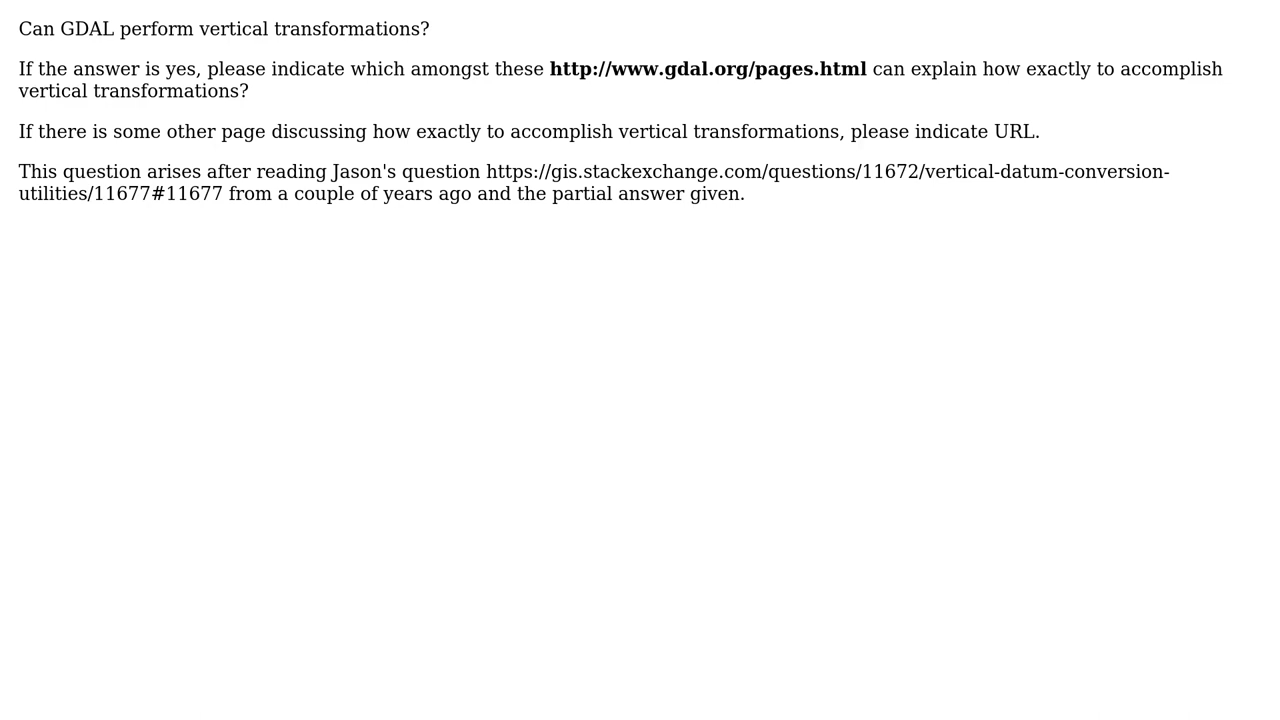 Can GDAL perform vertical transformations?
If the answer is yes, please indicate which amongst these http://www.gdal.org/pages.html can explain how exactly to accomplish
vertical transformations?
If there is some other page discussing how exactly to accomplish vertical transformations, please indicate URL.
This question arises after reading Jason's question https://gis.stackexchange.com/questions/11672/vertical-datum-conversion-
utilities/11677#11677 from a couple of years ago and the partial answer given.